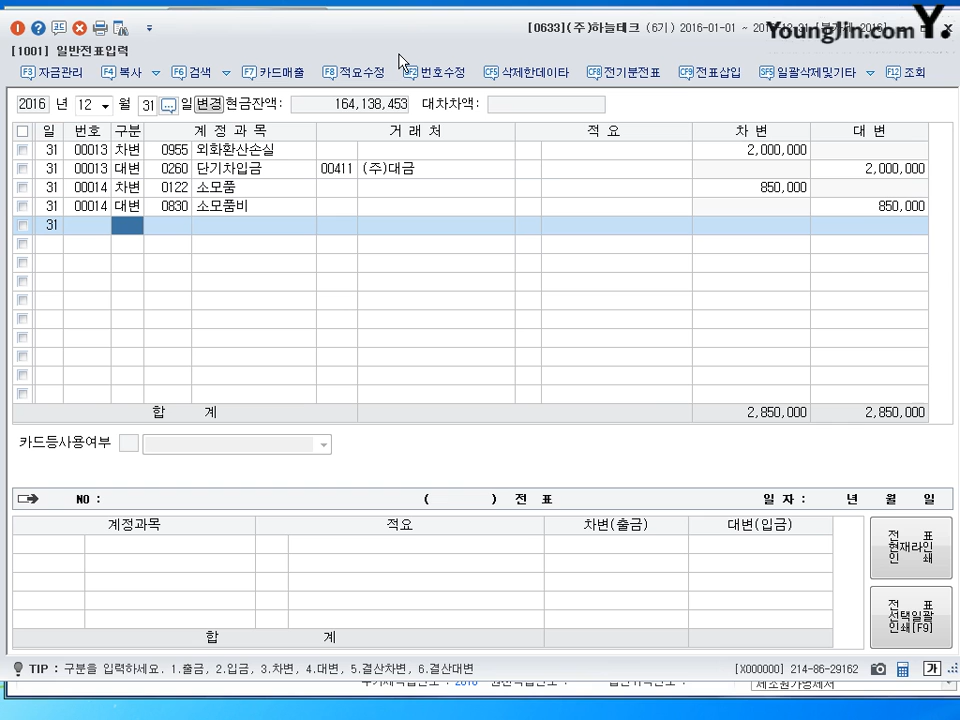 [0633](주)하늘테크 (6기) 2016-01-01 ~
YoungJin.com Y.
[1001] 일반전표입력
F3 자금관리 F4 복사 F6 검색 F7 카드매출 F8 적요수정 SF2 번호수정 CF5 삭제한데이타 CF8 전기분전표 CF9 전표삽입 SF5 일괄삭제및기타 F12 조회
2016 년 12 월 31 ... 일 변경 현금잔액: 164,138,453 대차차액:
일 번호 구분 계 정 과 목 거 래 처 적 요 차 변 대 변
31 00013 차변 0955 외화환산손실 2,000,000
31 00013 대변 0260 단기차입금 00411 (주)대금 2,000,000
31 00014 차변 0122 소모품 850,000
31 00014 대변 0830 소모품비 850,000
31
합 계 2,850,000 2,850,000
카드등사용여부
NO : ( ) 전 표 일 자 : 년 월 일
계정과목 적요 차변(출금) 대변(입금)
전 표
현재라인
인 쇄
전 표
선택일괄
인쇄[F9]
합 계
TIP : 구분을 입력하세요. 1.출금, 2.입금, 3.차변, 4.대변, 5.결산차변, 6.결산대변 [X000000] 214-86-29162 가